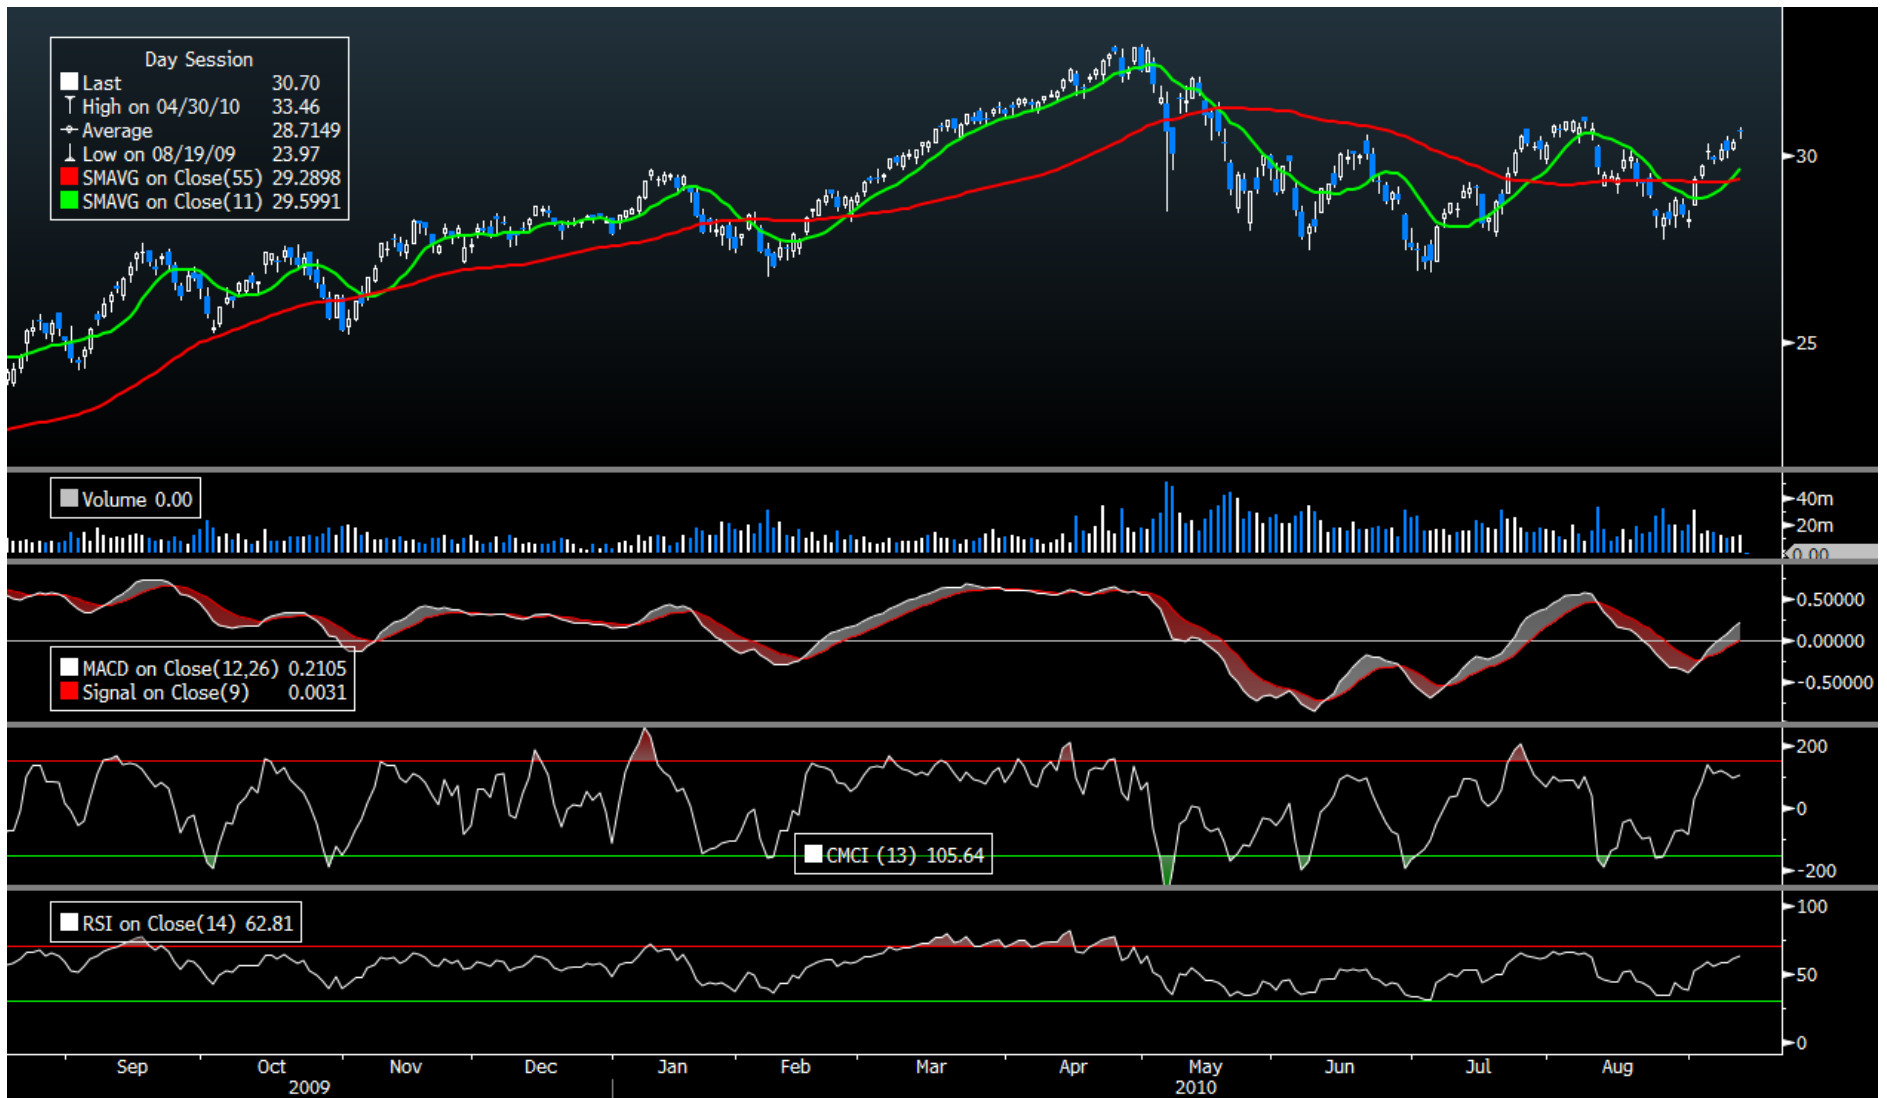 Day Session
Last 30.70
High on 04/30/10 33.46
Average 28.7149
Low on 08/19/09 23.97
SMAVG on Close(55) 29.2898
SMAVG on Close(11) 29.5991
30
25
Volume 0.00
40m
20m
0.00
0.50000
0.00000
-0.50000
MACD on Close(12,26) 0.2105
Signal on Close(9) 0.0031
200
0
-200
CMCI (13) 105.64
RSI on Close(14) 62.81
100
50
0
Sep Oct Nov Dec Jan Feb Mar Apr May Jun Jul Aug
2009 2010